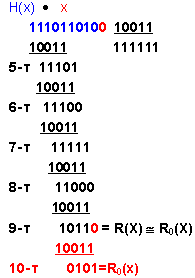 H(x) • x
1110110100 10011
10011 111111
5-т 11101
10011
6-т 11100
10011
7-т 11111
10011
8-т 11000
10011
9-т 10110 = R(X) ≅ R₀(X)
10011
10-т 0101=R₀(x)